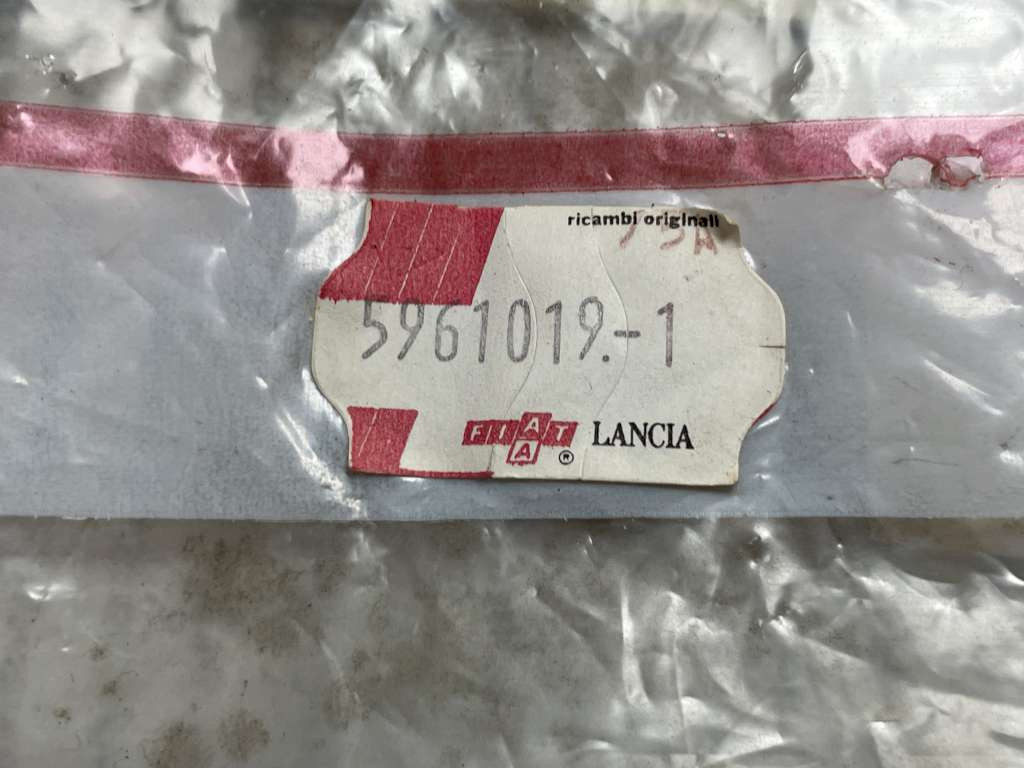 ricambi originali
5961019.-1
FIAT LANCIA
A ®